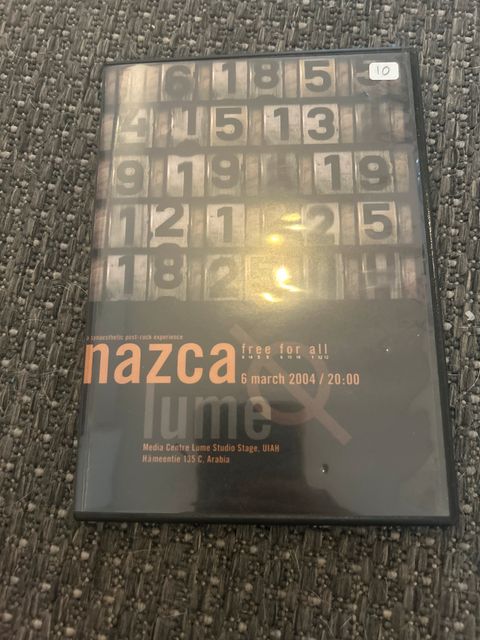 10
6 18 5
4 15 13
9 19 19
12 1 25
18
a synaesthetic post-rock experience
nazca free for all
6 march 2004 / 20:00
lume
Media Centre Lume Studio Stage, UIAH
Hämeentie 135 C, Arabia